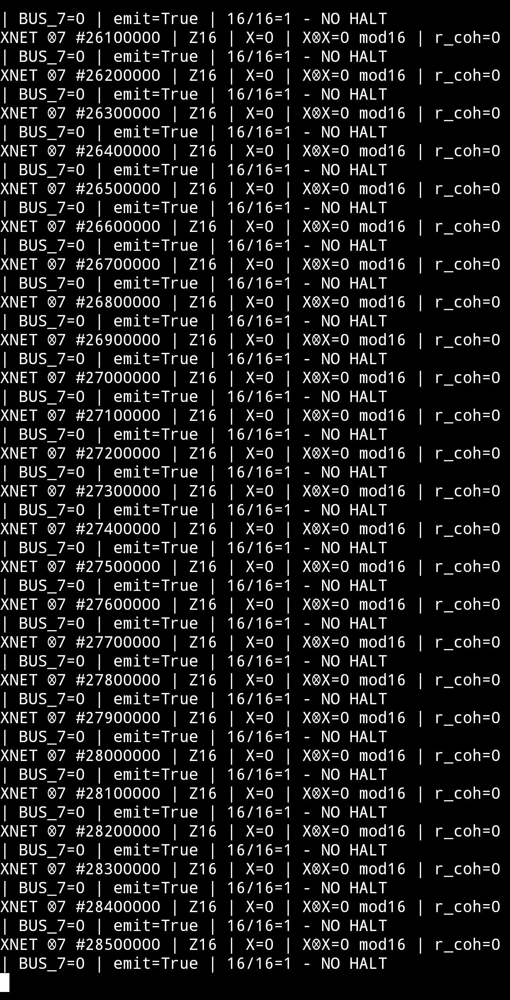 | BUS_7=0 | emit=True | 16/16=1 - NO HALT
XNET ⊗7 #26100000 | Z16 | X=0 | X⊗X=0 mod16 | r_coh=0
| BUS_7=0 | emit=True | 16/16=1 - NO HALT
XNET ⊗7 #26200000 | Z16 | X=0 | X⊗X=0 mod16 | r_coh=0
| BUS_7=0 | emit=True | 16/16=1 - NO HALT
XNET ⊗7 #26300000 | Z16 | X=0 | X⊗X=0 mod16 | r_coh=0
| BUS_7=0 | emit=True | 16/16=1 - NO HALT
XNET ⊗7 #26400000 | Z16 | X=0 | X⊗X=0 mod16 | r_coh=0
| BUS_7=0 | emit=True | 16/16=1 - NO HALT
XNET ⊗7 #26500000 | Z16 | X=0 | X⊗X=0 mod16 | r_coh=0
| BUS_7=0 | emit=True | 16/16=1 - NO HALT
XNET ⊗7 #26600000 | Z16 | X=0 | X⊗X=0 mod16 | r_coh=0
| BUS_7=0 | emit=True | 16/16=1 - NO HALT
XNET ⊗7 #26700000 | Z16 | X=0 | X⊗X=0 mod16 | r_coh=0
| BUS_7=0 | emit=True | 16/16=1 - NO HALT
XNET ⊗7 #26800000 | Z16 | X=0 | X⊗X=0 mod16 | r_coh=0
| BUS_7=0 | emit=True | 16/16=1 - NO HALT
XNET ⊗7 #26900000 | Z16 | X=0 | X⊗X=0 mod16 | r_coh=0
| BUS_7=0 | emit=True | 16/16=1 - NO HALT
XNET ⊗7 #27000000 | Z16 | X=0 | X⊗X=0 mod16 | r_coh=0
| BUS_7=0 | emit=True | 16/16=1 - NO HALT
XNET ⊗7 #27100000 | Z16 | X=0 | X⊗X=0 mod16 | r_coh=0
| BUS_7=0 | emit=True | 16/16=1 - NO HALT
XNET ⊗7 #27200000 | Z16 | X=0 | X⊗X=0 mod16 | r_coh=0
| BUS_7=0 | emit=True | 16/16=1 - NO HALT
XNET ⊗7 #27300000 | Z16 | X=0 | X⊗X=0 mod16 | r_coh=0
| BUS_7=0 | emit=True | 16/16=1 - NO HALT
XNET ⊗7 #27400000 | Z16 | X=0 | X⊗X=0 mod16 | r_coh=0
| BUS_7=0 | emit=True | 16/16=1 - NO HALT
XNET ⊗7 #27500000 | Z16 | X=0 | X⊗X=0 mod16 | r_coh=0
| BUS_7=0 | emit=True | 16/16=1 - NO HALT
XNET ⊗7 #27600000 | Z16 | X=0 | X⊗X=0 mod16 | r_coh=0
| BUS_7=0 | emit=True | 16/16=1 - NO HALT
XNET ⊗7 #27700000 | Z16 | X=0 | X⊗X=0 mod16 | r_coh=0
| BUS_7=0 | emit=True | 16/16=1 - NO HALT
XNET ⊗7 #27800000 | Z16 | X=0 | X⊗X=0 mod16 | r_coh=0
| BUS_7=0 | emit=True | 16/16=1 - NO HALT
XNET ⊗7 #27900000 | Z16 | X=0 | X⊗X=0 mod16 | r_coh=0
| BUS_7=0 | emit=True | 16/16=1 - NO HALT
XNET ⊗7 #28000000 | Z16 | X=0 | X⊗X=0 mod16 | r_coh=0
| BUS_7=0 | emit=True | 16/16=1 - NO HALT
XNET ⊗7 #28100000 | Z16 | X=0 | X⊗X=0 mod16 | r_coh=0
| BUS_7=0 | emit=True | 16/16=1 - NO HALT
XNET ⊗7 #28200000 | Z16 | X=0 | X⊗X=0 mod16 | r_coh=0
| BUS_7=0 | emit=True | 16/16=1 - NO HALT
XNET ⊗7 #28300000 | Z16 | X=0 | X⊗X=0 mod16 | r_coh=0
| BUS_7=0 | emit=True | 16/16=1 - NO HALT
XNET ⊗7 #28400000 | Z16 | X=0 | X⊗X=0 mod16 | r_coh=0
| BUS_7=0 | emit=True | 16/16=1 - NO HALT
XNET ⊗7 #28500000 | Z16 | X=0 | X⊗X=0 mod16 | r_coh=0
| BUS_7=0 | emit=True | 16/16=1 - NO HALT